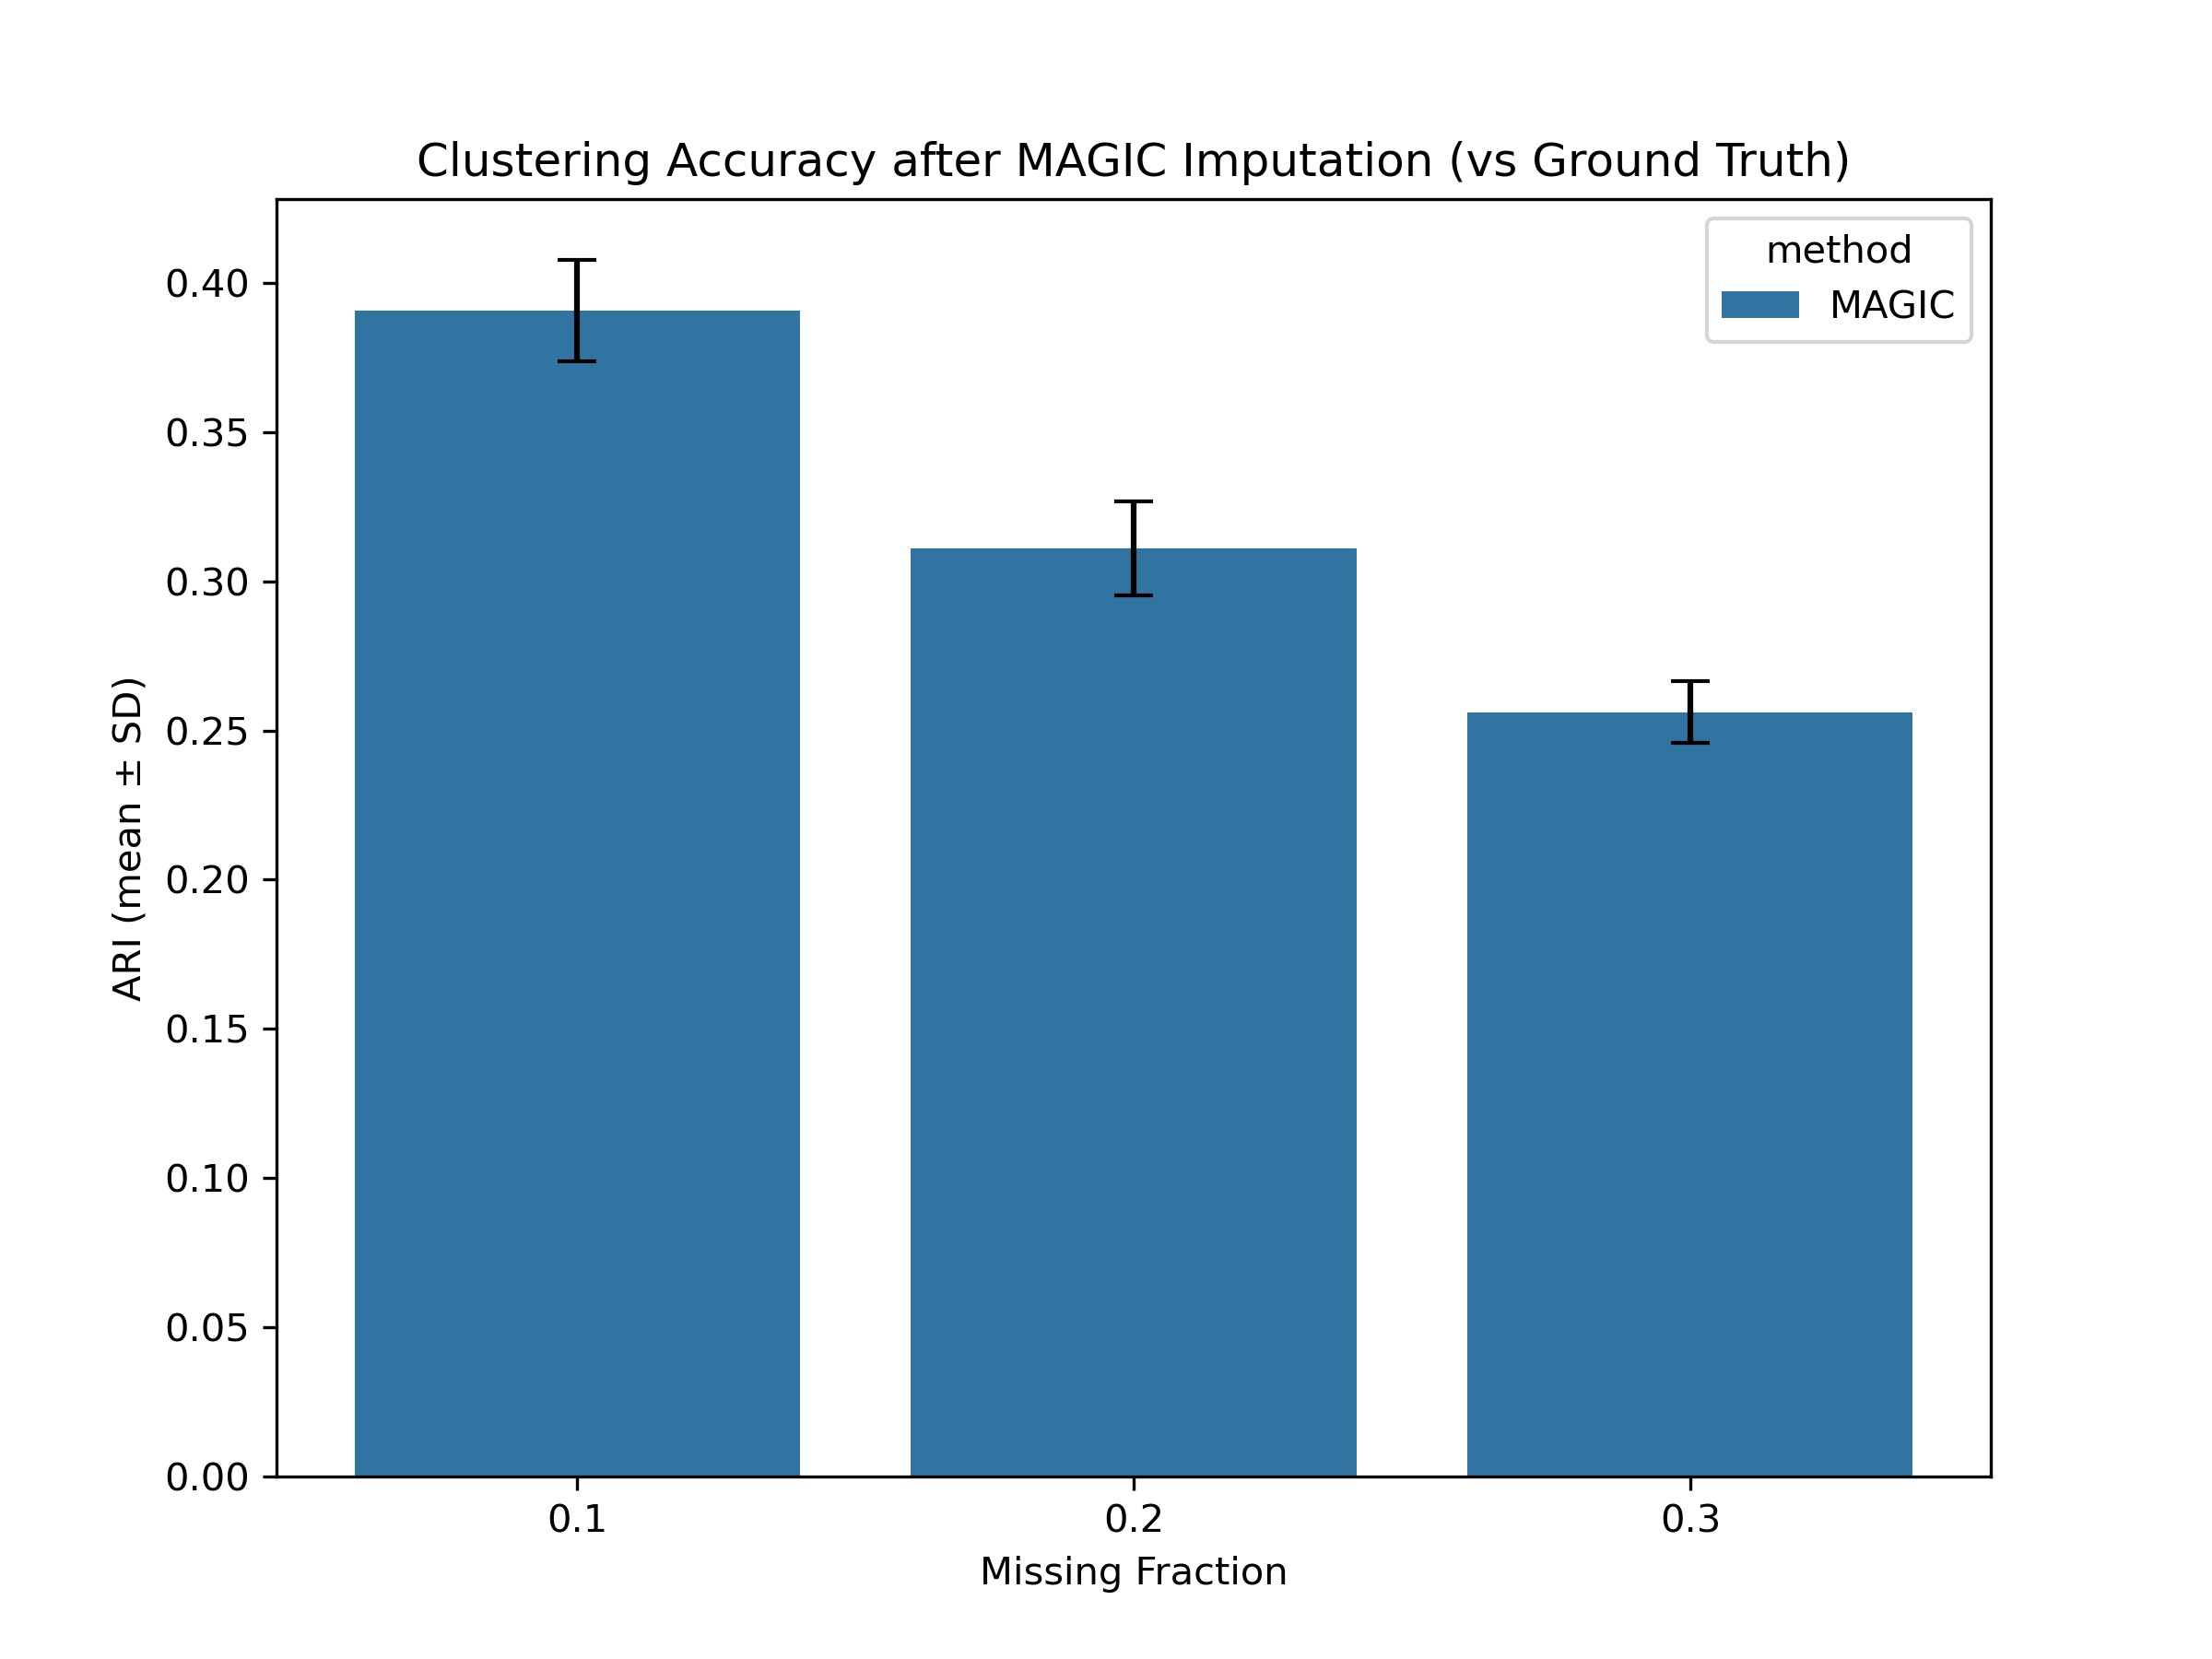 Clustering Accuracy after MAGIC Imputation (vs Ground Truth)
method
MAGIC
ARI (mean ± SD)
0.40
0.35
0.30
0.25
0.20
0.15
0.10
0.05
0.00
0.1 0.2 0.3
Missing Fraction